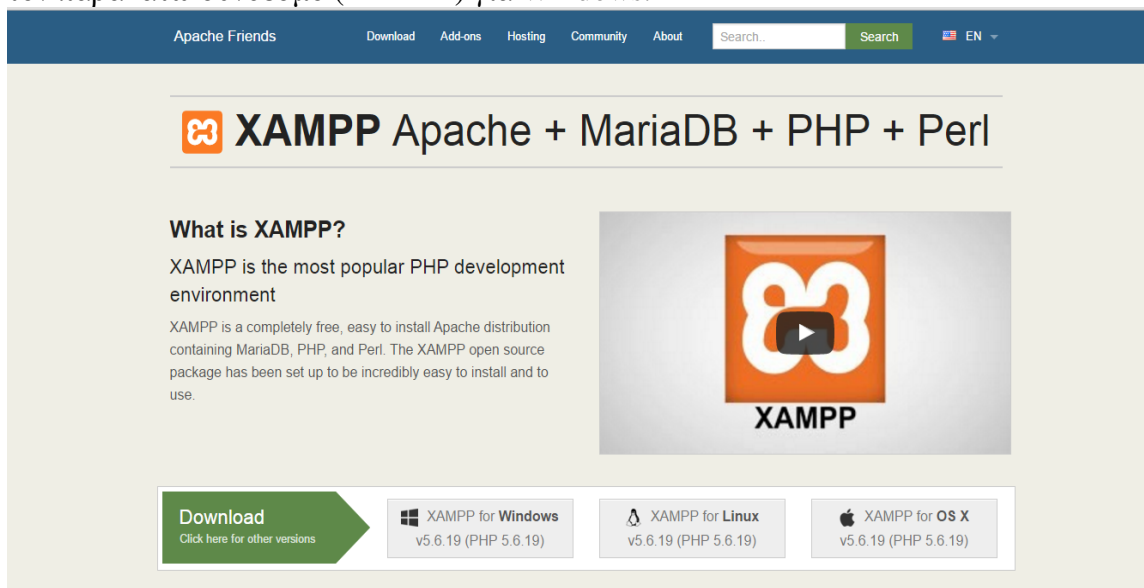 για Windows.
Apache Friends
Download
Add-ons
Hosting
Community
About
Search..
Search
EN
XAMPP Apache + MariaDB + PHP + Perl
What is XAMPP?
XAMPP is the most popular PHP development
environment
XAMPP is a completely free, easy to install Apache distribution
containing MariaDB, PHP, and Perl. The XAMPP open source
package has been set up to be incredibly easy to install and to
use.
XAMPP
Download
Click here for other versions
XAMPP for Windows
v5.6.19 (PHP 5.6.19)
XAMPP for Linux
v5.6.19 (PHP 5.6.19)
XAMPP for OS X
v5.6.19 (PHP 5.6.19)